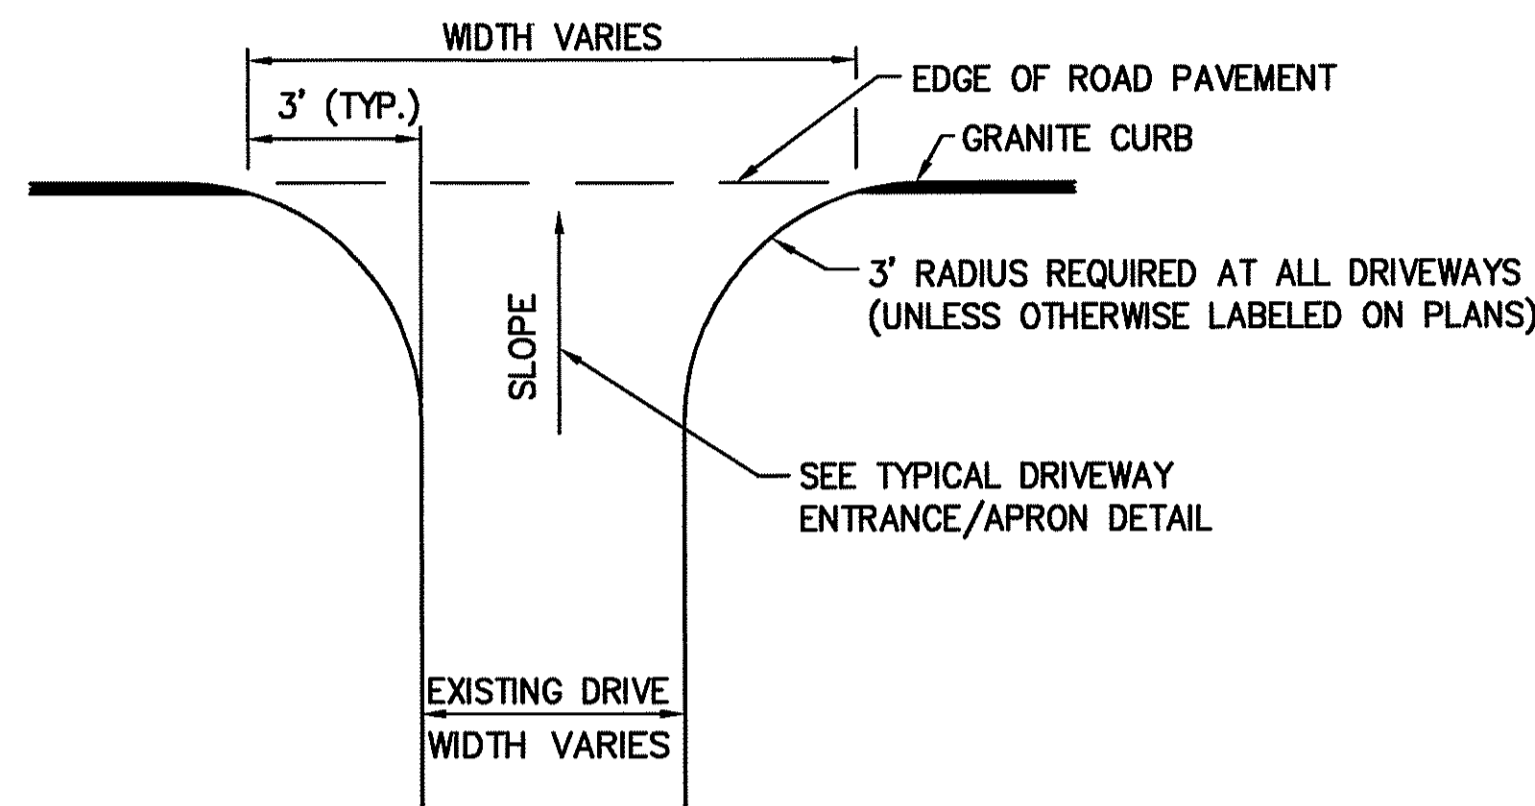 WIDTH VARIES
3' (TYP.)
EDGE OF ROAD PAVEMENT
GRANITE CURB
3' RADIUS REQUIRED AT ALL DRIVEWAYS
(UNLESS OTHERWISE LABELED ON PLANS)
SLOPE
SEE TYPICAL DRIVEWAY
ENTRANCE/APRON DETAIL
EXISTING DRIVE
WIDTH VARIES